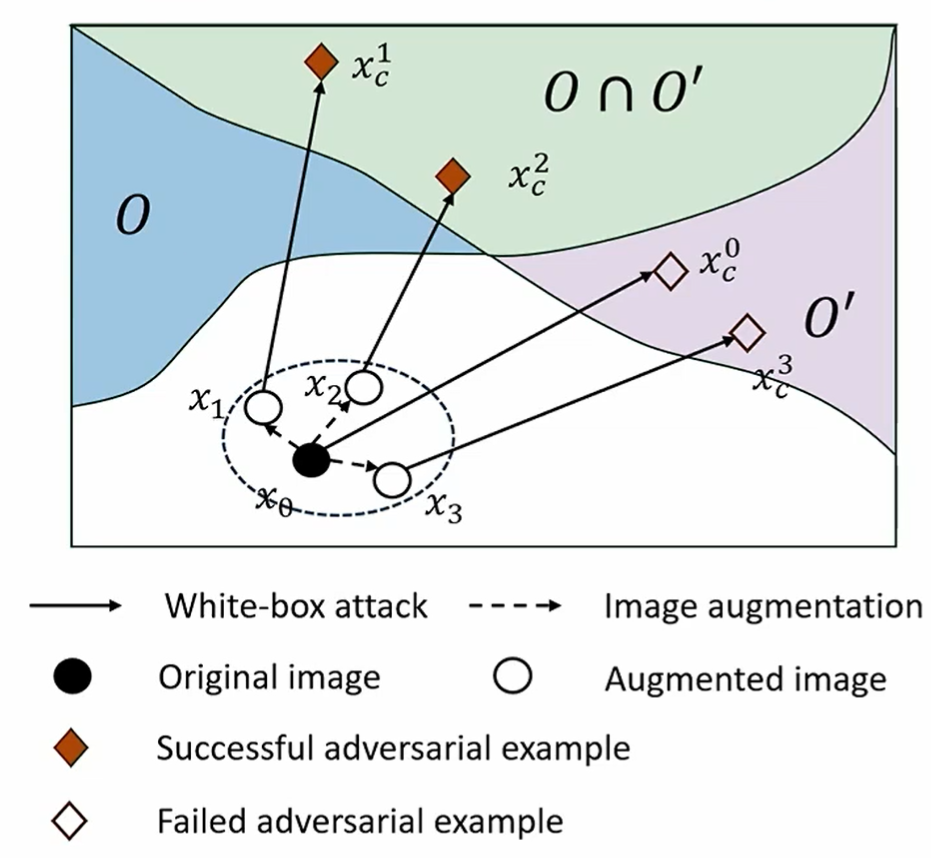 x_c^1
O ∩ O′
x_c^2
O
x_c^0
O′
x_c^3
x_1
x_2
x_0
x_3
White-box attack
Image augmentation
Original image
Augmented image
Successful adversarial example
Failed adversarial example